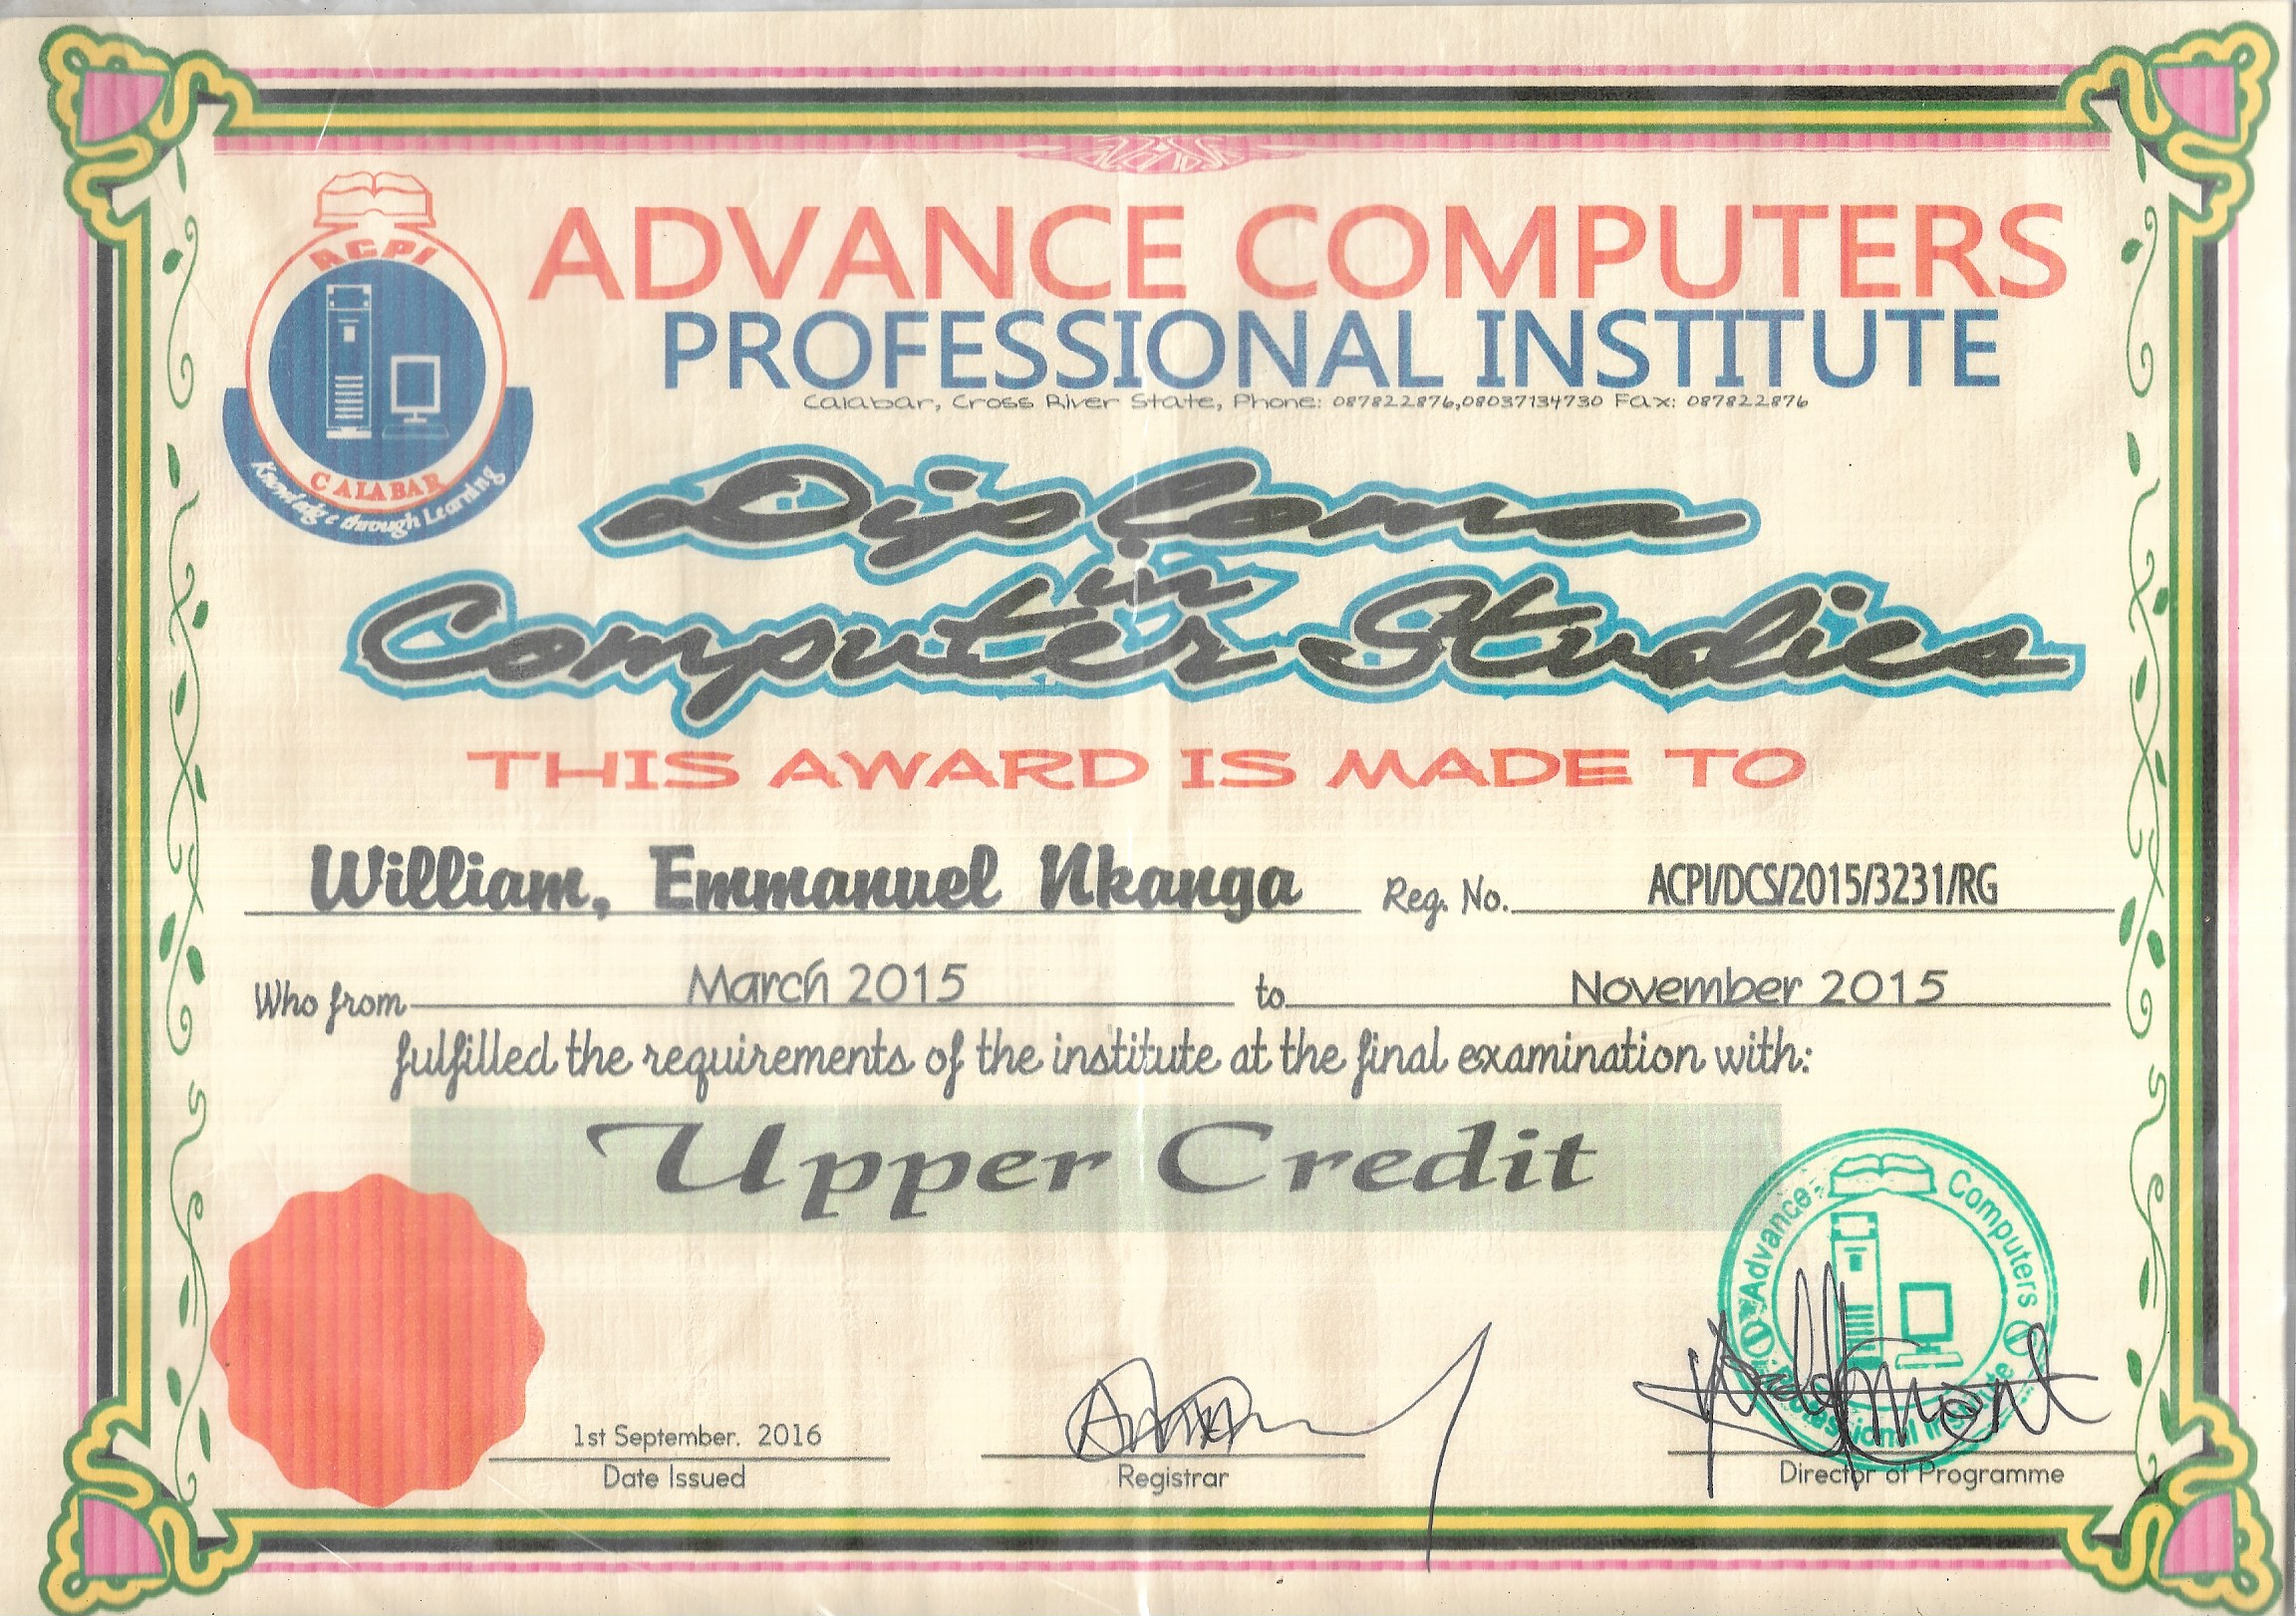 ACPI
CALABAR
Knowledge through Learning
ADVANCE COMPUTERS
PROFESSIONAL INSTITUTE
Calabar, Cross River State, Phone: 087822876,08037134730 Fax: 087822876
Diploma
in
Computer Studies
THIS AWARD IS MADE TO
William, Emmanuel Nkanga Reg. No. ACPI/DCS/2015/3231/RG
Who from March 2015 to November 2015
fulfilled the requirements of the institute at the final examination with:
Upper Credit
Advance Computers
Professional Institute
1st September. 2016
Date Issued
Registrar
Director of Programme